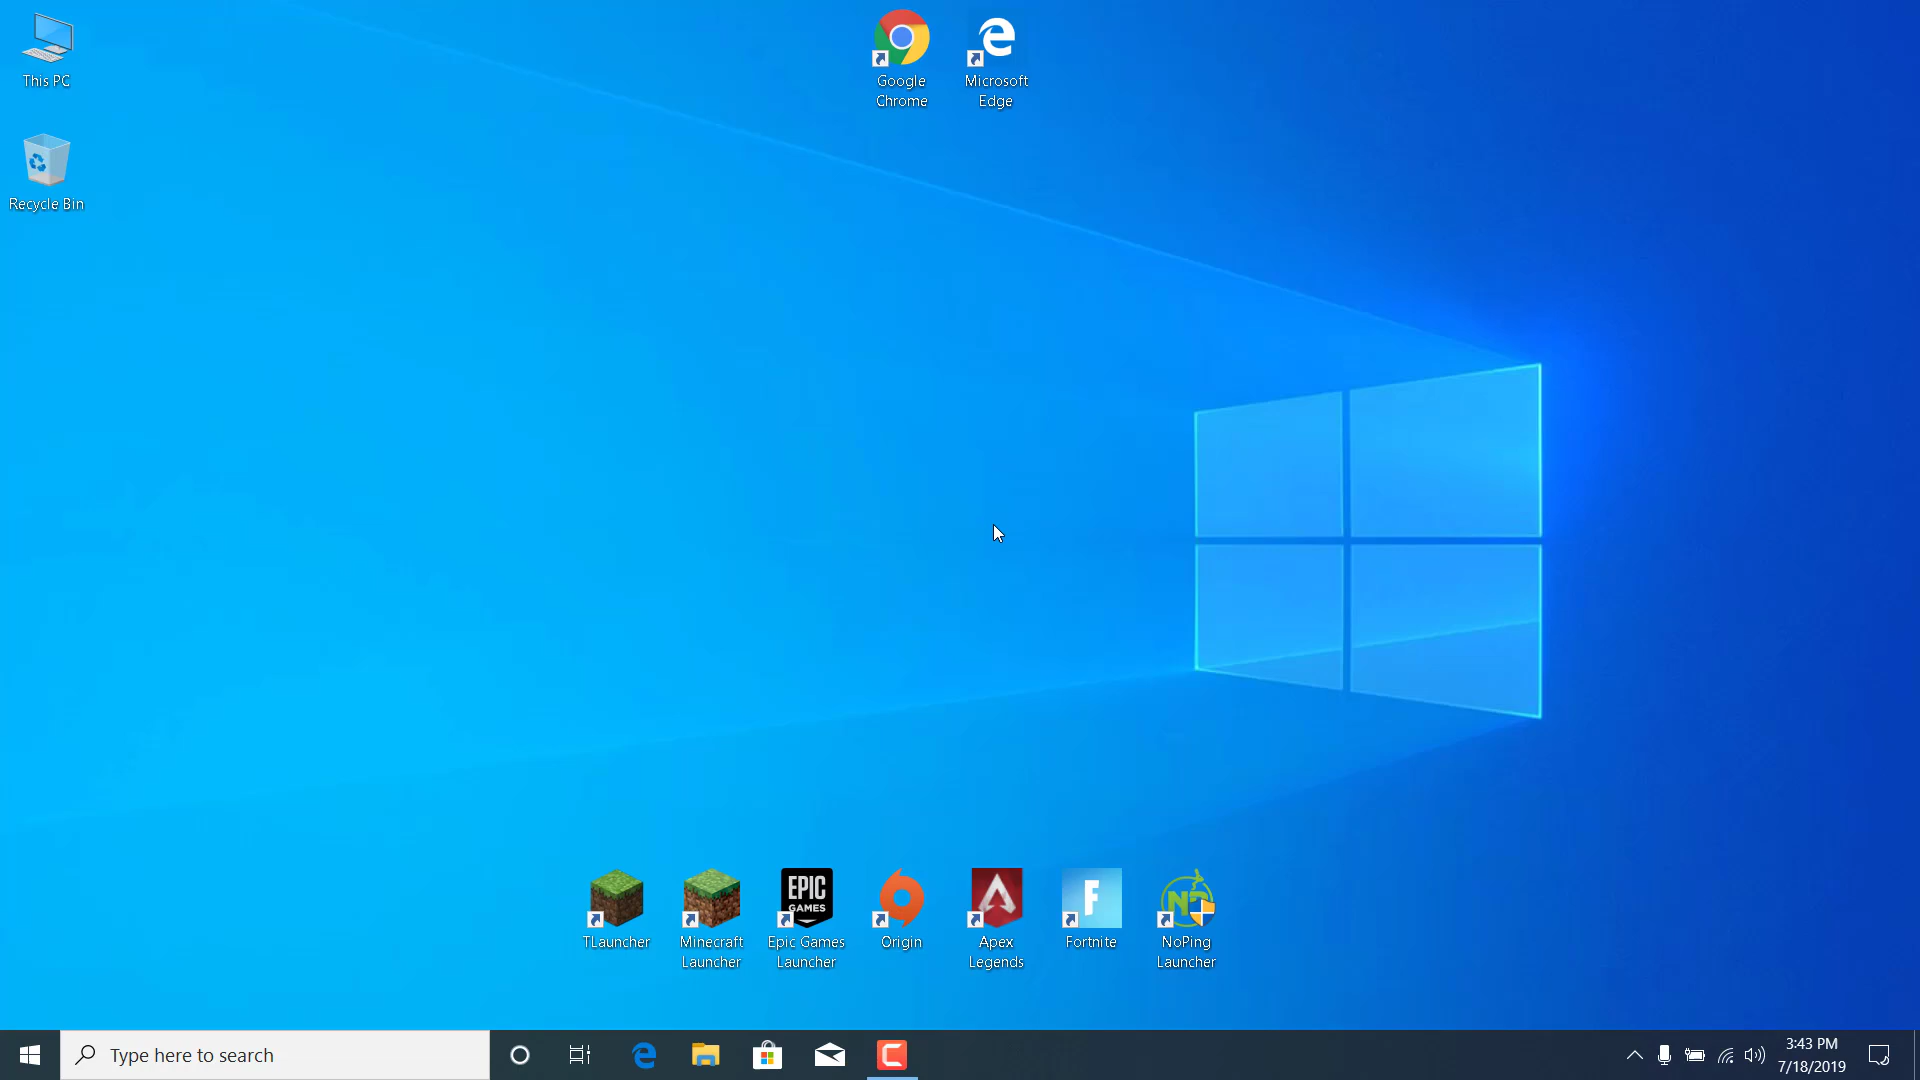 This PC
Recycle Bin
Google
Chrome
Microsoft
Edge
EPIC
GAMES
F
NP
TLauncher
Minecraft
Launcher
Epic Games
Launcher
Origin
Apex
Legends
Fortnite
NoPing
Launcher
Type here to search
3:43 PM
7/18/2019